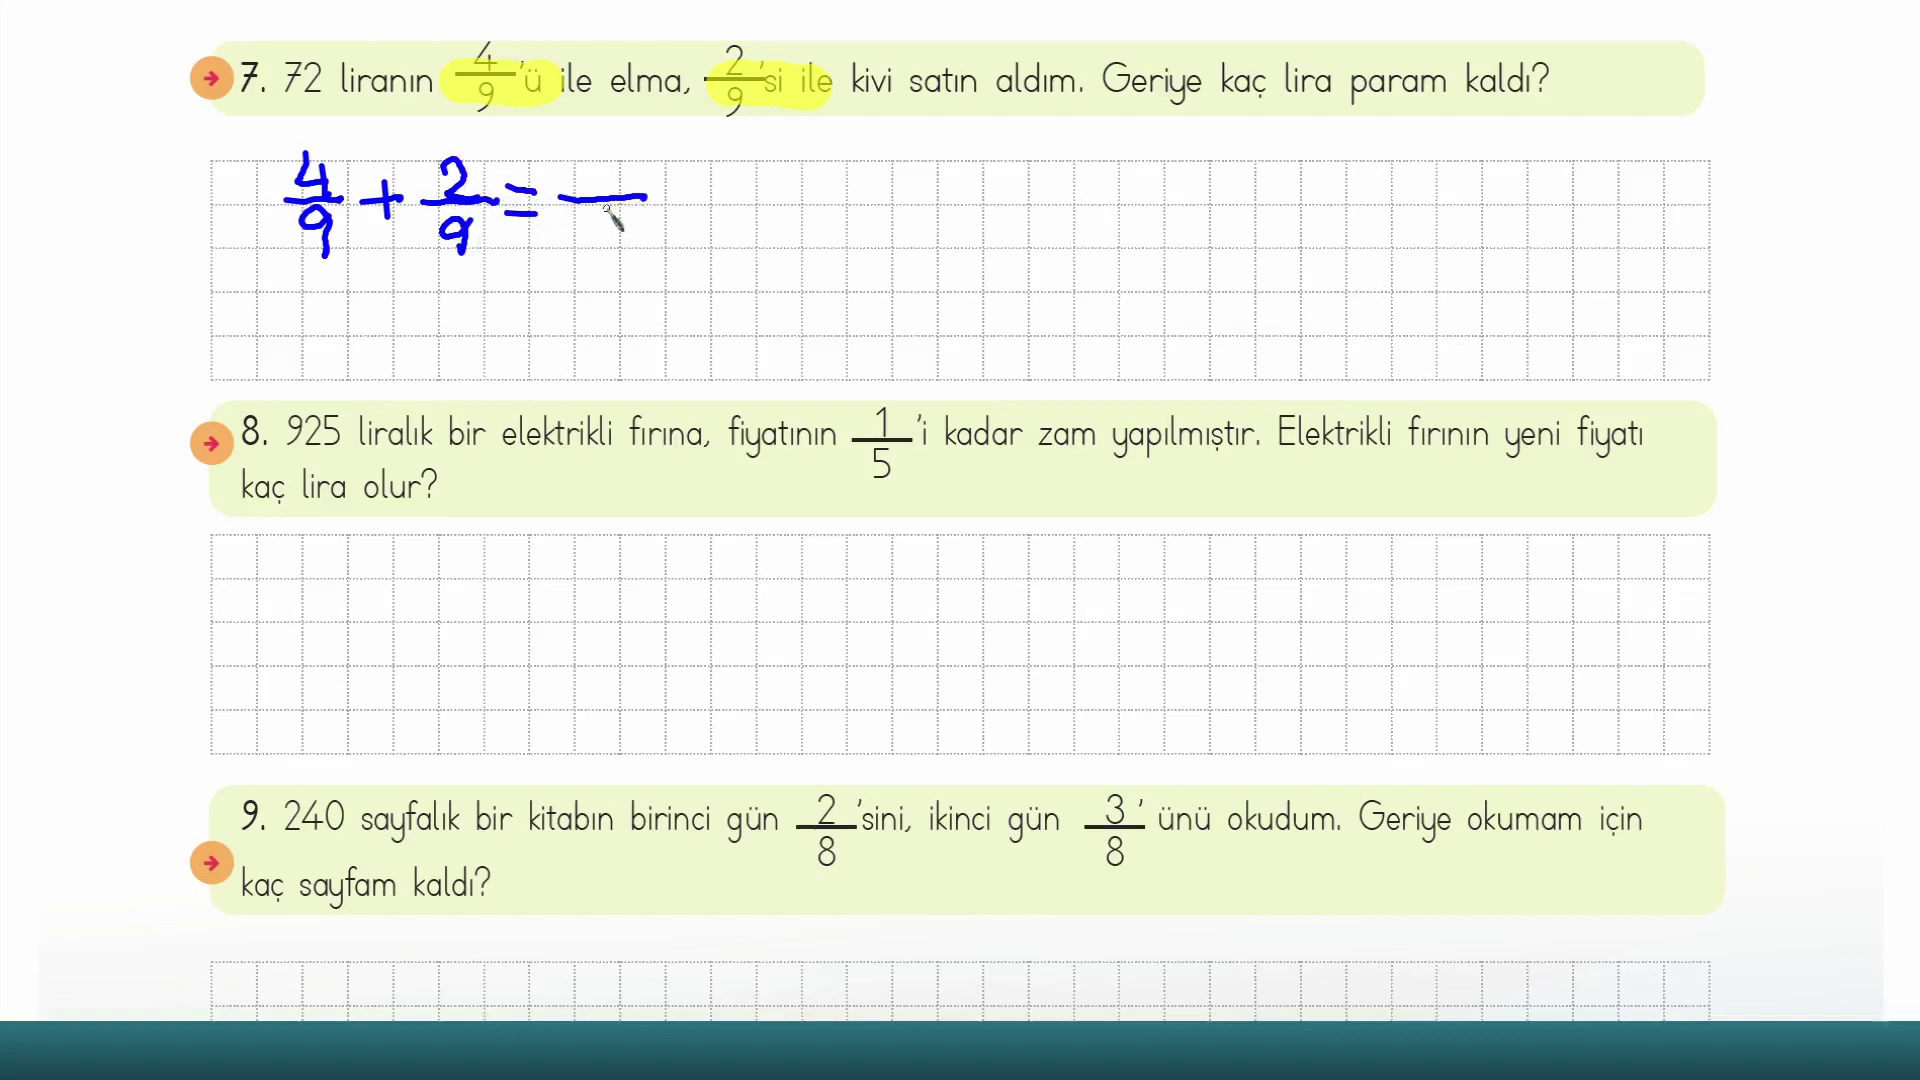 7. 72 liranın 4/9'ü ile elma, 2/9'si ile kivi satın aldım. Geriye kaç lira param kaldı?
4/9 + 2/9 =
8. 925 liralık bir elektrikli fırına, fiyatının 1/5'i kadar zam yapılmıştır. Elektrikli fırının yeni fiyatı
kaç lira olur?
9. 240 sayfalık bir kitabın birinci gün 2/8'sini, ikinci gün 3/8' ünü okudum. Geriye okumam için
kaç sayfam kaldı?